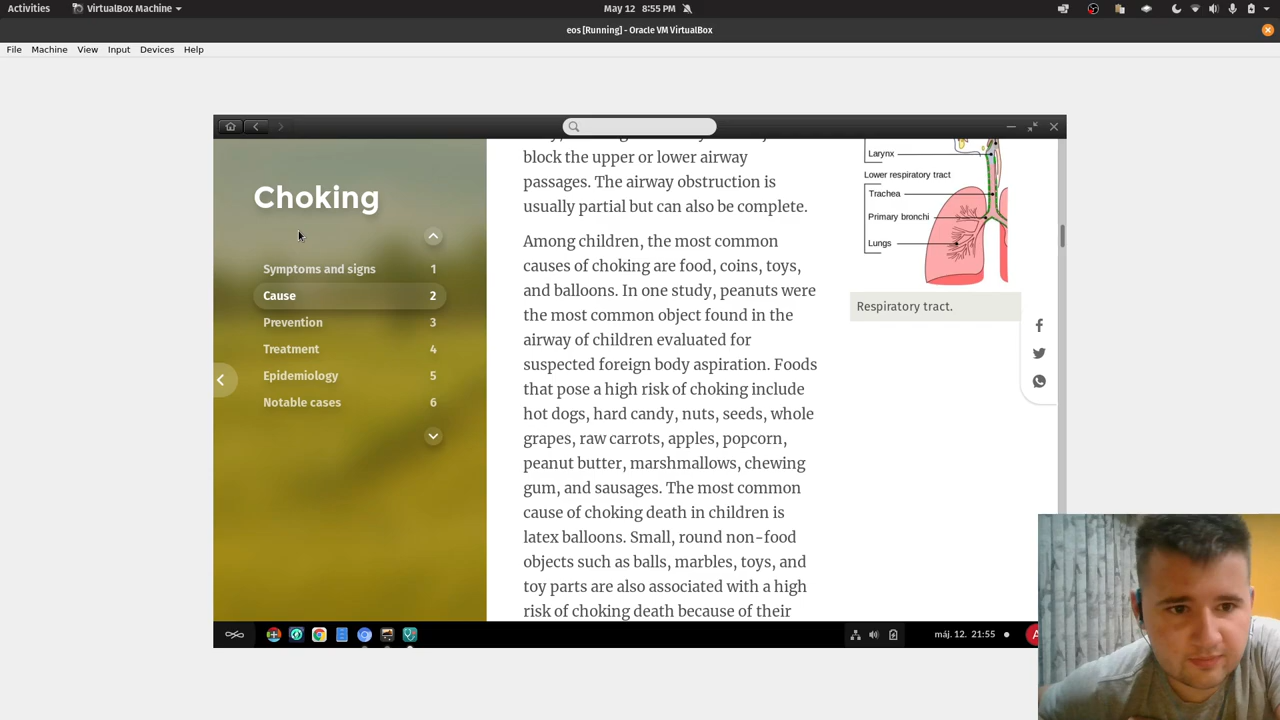 Activities
VirtualBox Machine
May 12 8:55 PM
eos [Running] - Oracle VM VirtualBox
File Machine View Input Devices Help
Choking
Symptoms and signs 1
Cause 2
Prevention 3
Treatment 4
Epidemiology 5
Notable cases 6
block the upper or lower airway
passages. The airway obstruction is
usually partial but can also be complete.
Among children, the most common
causes of choking are food, coins, toys,
and balloons. In one study, peanuts were
the most common object found in the
airway of children evaluated for
suspected foreign body aspiration. Foods
that pose a high risk of choking include
hot dogs, hard candy, nuts, seeds, whole
grapes, raw carrots, apples, popcorn,
peanut butter, marshmallows, chewing
gum, and sausages. The most common
cause of choking death in children is
latex balloons. Small, round non-food
objects such as balls, marbles, toys, and
toy parts are also associated with a high
risk of choking death because of their
Larynx
Lower respiratory tract
Trachea
Primary bronchi
Lungs
Respiratory tract.
máj. 12. 21:55